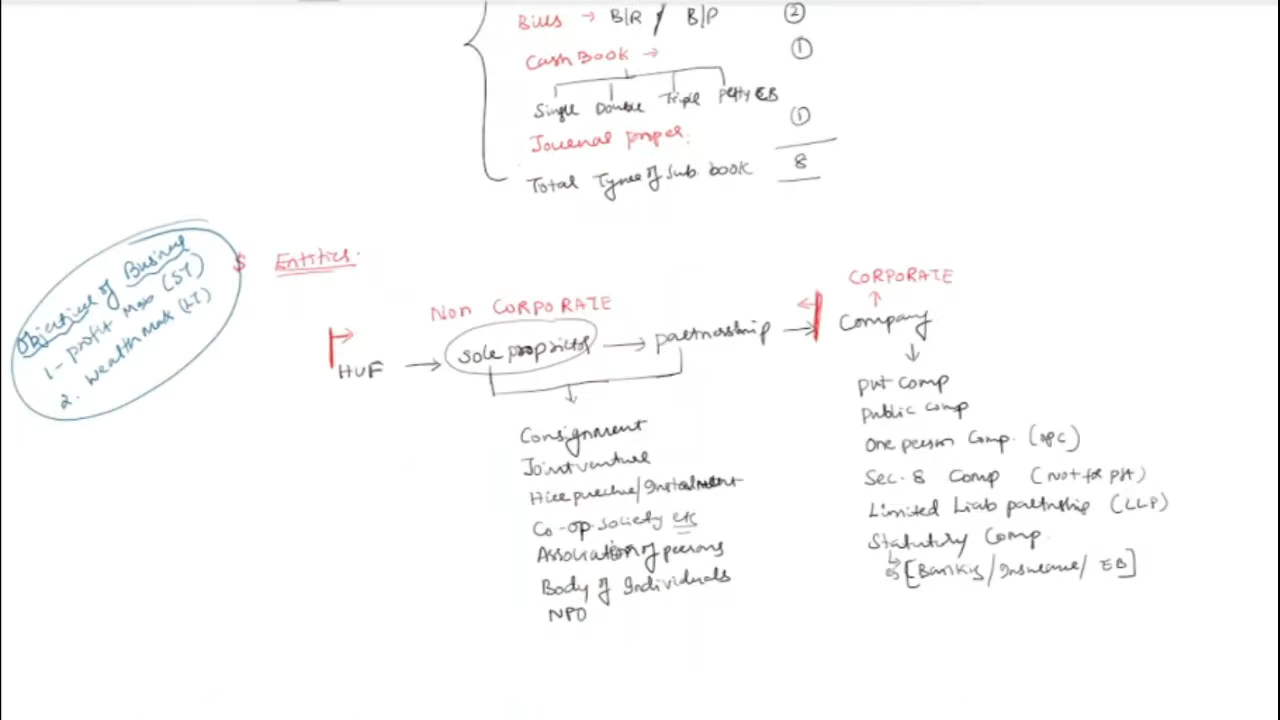 Bills → B/R / B/P ②
Cash Book → ①
Single Double Triple Petty CB
Journal proper. ①
Total Types of Sub. book 8
Objectives of Business
1- profit Max (ST)
2. wealth Max (LT)
$ Entities.
NON CORPORATE
CORPORATE
HUF → sole proprietor → partnership → Company
Consignment
Joint venture
Hire purchase/Instalment
Co-op. society etc
Association of persons
Body of Individuals
NPO
pvt comp
public comp
One person Comp. (OPC)
Sec. 8 Comp (not for pft)
Limited Liab partnership (LLP)
Statutory Comp.
[Banking/Insurance/ EB]